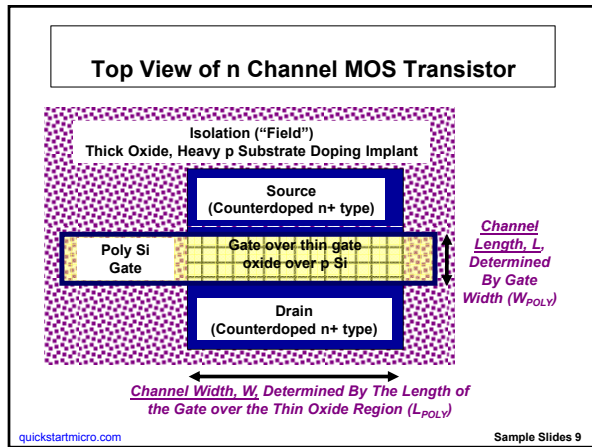 Top View of n Channel MOS Transistor
Isolation (“Field”)
Thick Oxide, Heavy p Substrate Doping Implant
Source
(Counterdoped n+ type)
Poly Si
Gate
Gate over thin gate
oxide over p Si
Channel
Length, L,
Determined
By Gate
Width (WPOLY)
Drain
(Counterdoped n+ type)
Channel Width, W, Determined By The Length of
the Gate over the Thin Oxide Region (LPOLY)
quickstartmicro.com
Sample Slides 9